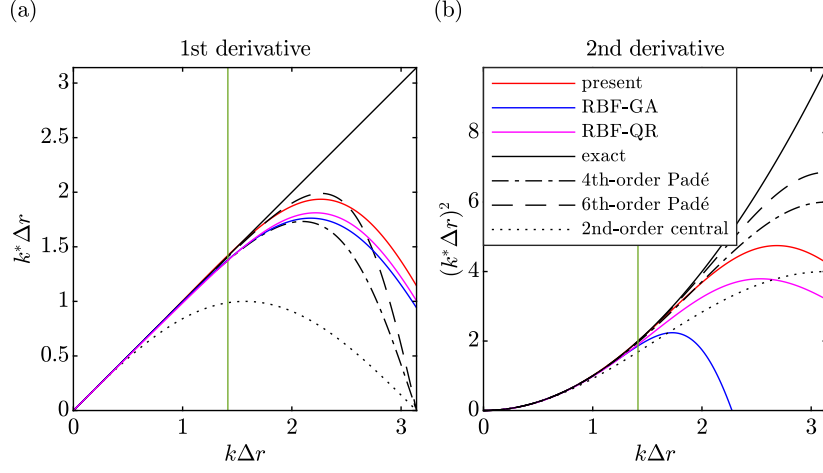 (a)
1st derivative
3
2.5
2
1.5
1
0.5
0
0 1 2 3
k*Δr
kΔr
(b)
2nd derivative
present
RBF-GA
RBF-QR
exact
4th-order Padé
6th-order Padé
2nd-order central
8
6
4
2
0
0 1 2 3
(k*Δr)²
kΔr